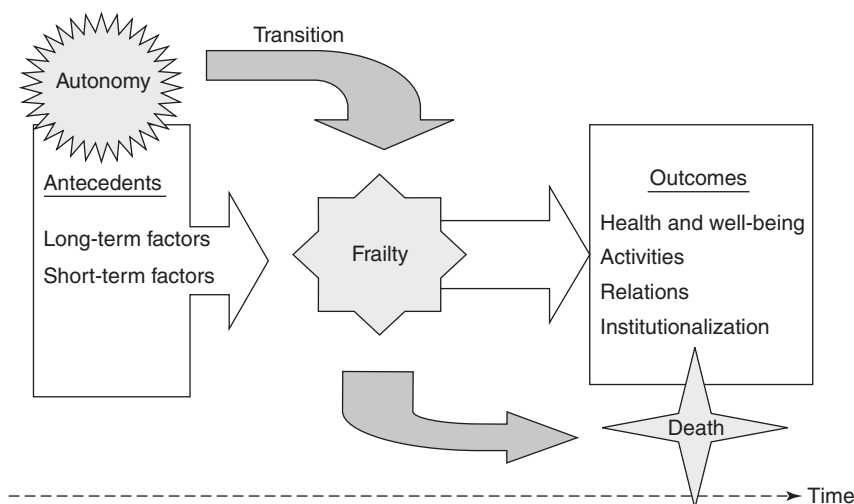 Transition
Autonomy
Antecedents
Long-term factors
Short-term factors
Frailty
Outcomes
Health and well-being
Activities
Relations
Institutionalization
Death
Time